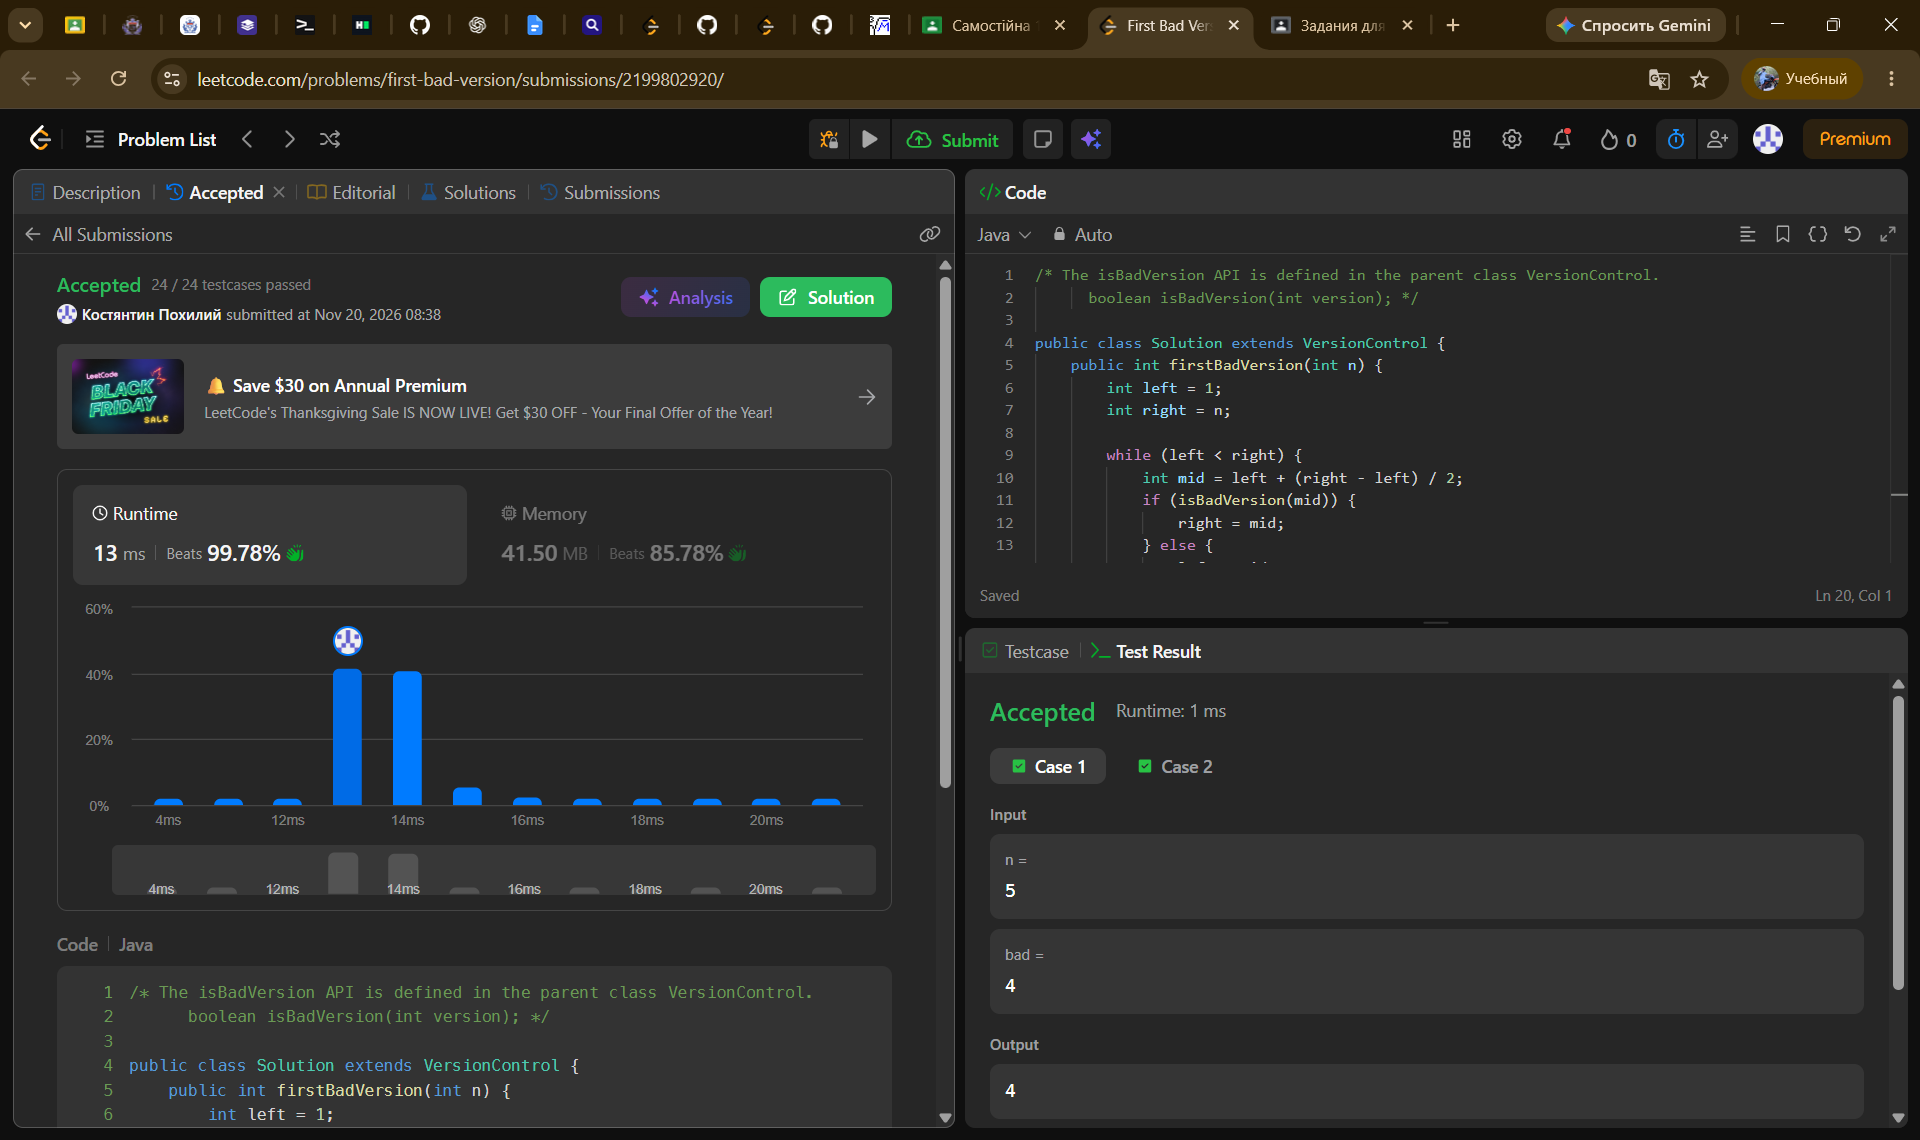 Самостійна
First Bad Ver
Задания для
Спросить Gemini
leetcode.com/problems/first-bad-version/submissions/2199802920/
Учебный
Problem List
Submit
0
Premium
Description
Accepted
Editorial
Solutions
Submissions
All Submissions
Accepted 24 / 24 testcases passed
Костянтин Похилий submitted at Nov 20, 2026 08:38
Analysis
Solution
LeetCode
BLACK
FRIDAY
SALE
Save $30 on Annual Premium
LeetCode's Thanksgiving Sale IS NOW LIVE! Get $30 OFF - Your Final Offer of the Year!
Runtime
13 ms Beats 99.78%
Memory
41.50 MB Beats 85.78%
60%
40%
20%
0%
4ms 12ms 14ms 16ms 18ms 20ms
4ms 12ms 14ms 16ms 18ms 20ms
Code Java
1 /* The isBadVersion API is defined in the parent class VersionControl.
2 boolean isBadVersion(int version); */
3
4 public class Solution extends VersionControl {
5 public int firstBadVersion(int n) {
6 int left = 1;
</> Code
Java Auto
1 /* The isBadVersion API is defined in the parent class VersionControl.
2 boolean isBadVersion(int version); */
3
4 public class Solution extends VersionControl {
5 public int firstBadVersion(int n) {
6 int left = 1;
7 int right = n;
8
9 while (left < right) {
10 int mid = left + (right - left) / 2;
11 if (isBadVersion(mid)) {
12 right = mid;
13 } else {
Saved
Ln 20, Col 1
Testcase
Test Result
Accepted Runtime: 1 ms
Case 1
Case 2
Input
n =
5
bad =
4
Output
4